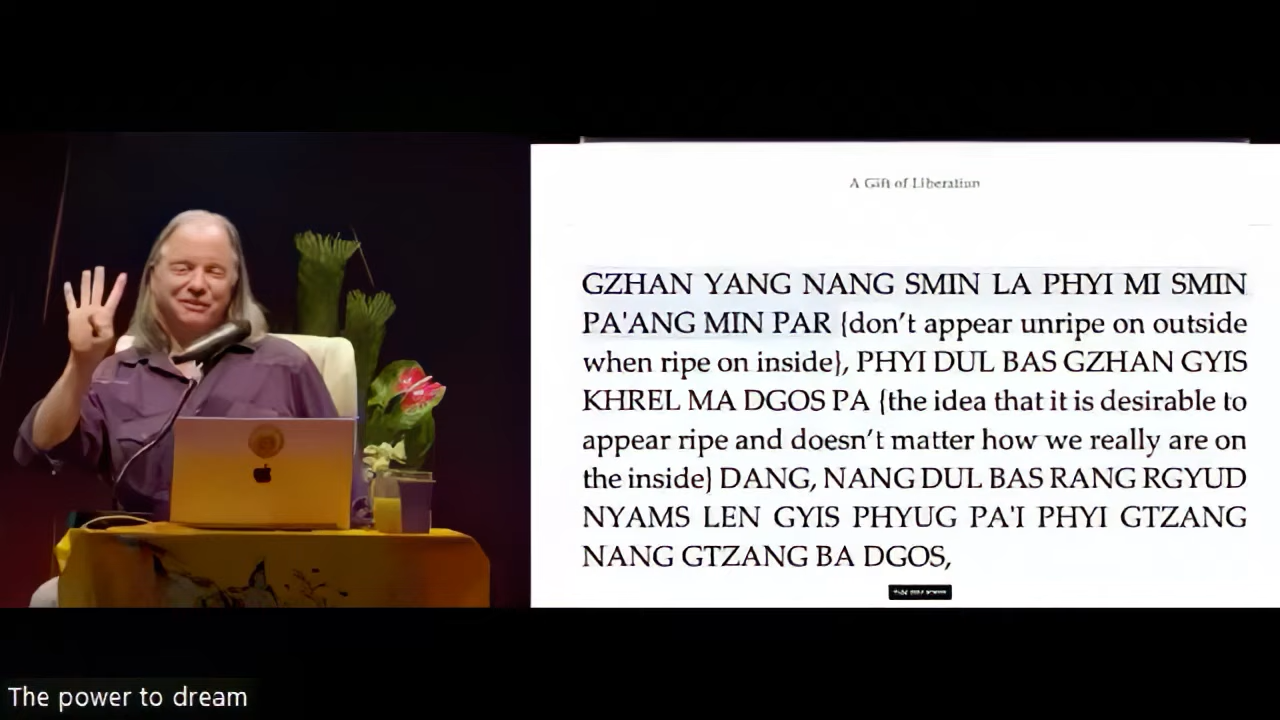 A Gift of Liberation
GZHAN YANG NANG SMIN LA PHYI MI SMIN
PA'ANG MIN PAR {don't appear unripe on outside
when ripe on inside}, PHYI DUL BAS GZHAN GYIS
KHREL MA DGOS PA {the idea that it is desirable to
appear ripe and doesn't matter how we really are on
the inside} DANG, NANG DUL BAS RANG RGYUD
NYAMS LEN GYIS PHYUG PA'I PHYI GTZANG
NANG GTZANG BA DGOS,
The power to dream